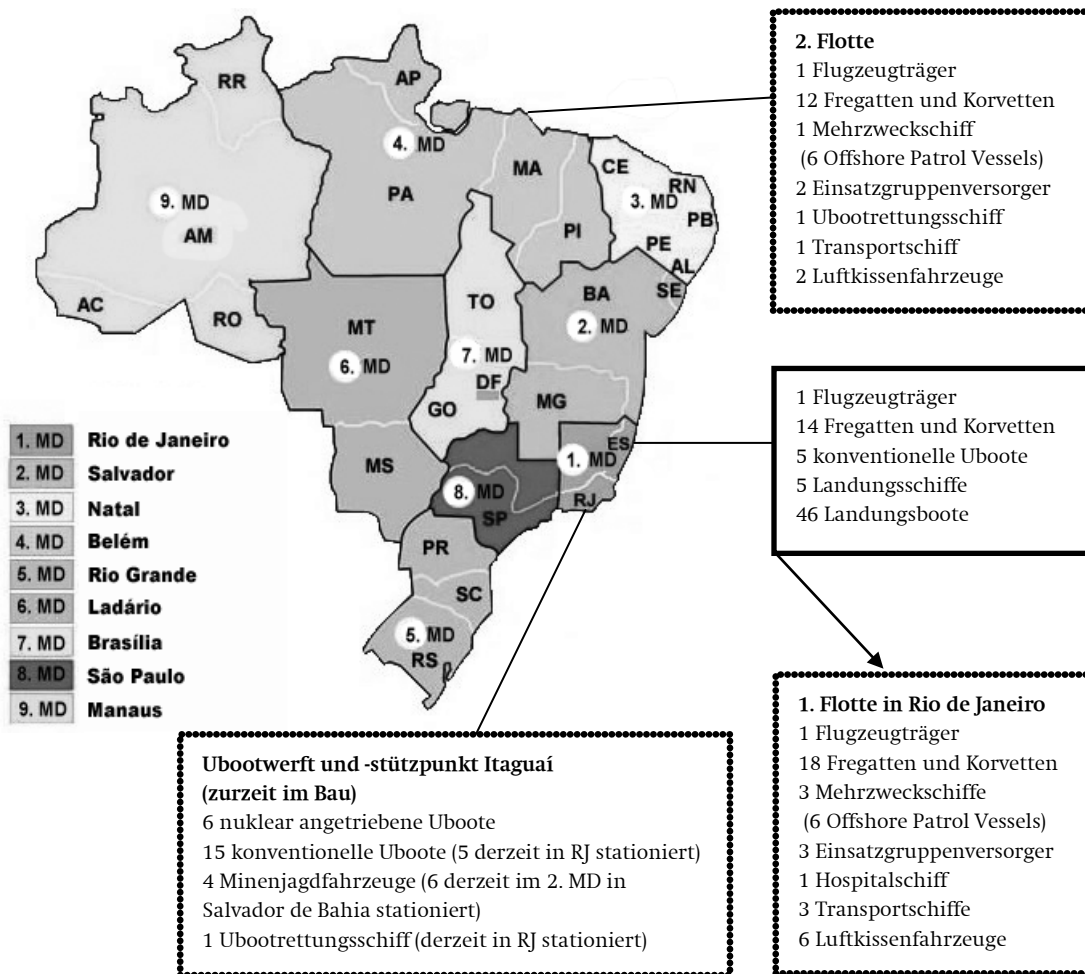 RR
AP
4. MD
PA
MA
CE
RN
3. MD
PB
PE
AL
PI
9. MD
AM
AC
RO
TO
BA
SE
2. MD
MT
6. MD
7. MD
DF
GO
MG
ES
1. MD
RJ
MS
8. MD
SP
PR
SC
5. MD
RS
1. MD Rio de Janeiro
2. MD Salvador
3. MD Natal
4. MD Belém
5. MD Rio Grande
6. MD Ladário
7. MD Brasília
8. MD São Paulo
9. MD Manaus
2. Flotte
1 Flugzeugträger
12 Fregatten und Korvetten
1 Mehrzweckschiff
(6 Offshore Patrol Vessels)
2 Einsatzgruppenversorger
1 Ubootrettungsschiff
1 Transportschiff
2 Luftkissenfahrzeuge
1 Flugzeugträger
14 Fregatten und Korvetten
5 konventionelle Uboote
5 Landungsschiffe
46 Landungsboote
1. Flotte in Rio de Janeiro
1 Flugzeugträger
18 Fregatten und Korvetten
3 Mehrzweckschiffe
(6 Offshore Patrol Vessels)
3 Einsatzgruppenversorger
1 Hospitalschiff
3 Transportschiffe
6 Luftkissenfahrzeuge
Ubootwerft und -stützpunkt Itaguaí
(zurzeit im Bau)
6 nuklear angetriebene Uboote
15 konventionelle Uboote (5 derzeit in RJ stationiert)
4 Minenjagdfahrzeuge (6 derzeit im 2. MD in
Salvador de Bahia stationiert)
1 Ubootrettungsschiff (derzeit in RJ stationiert)